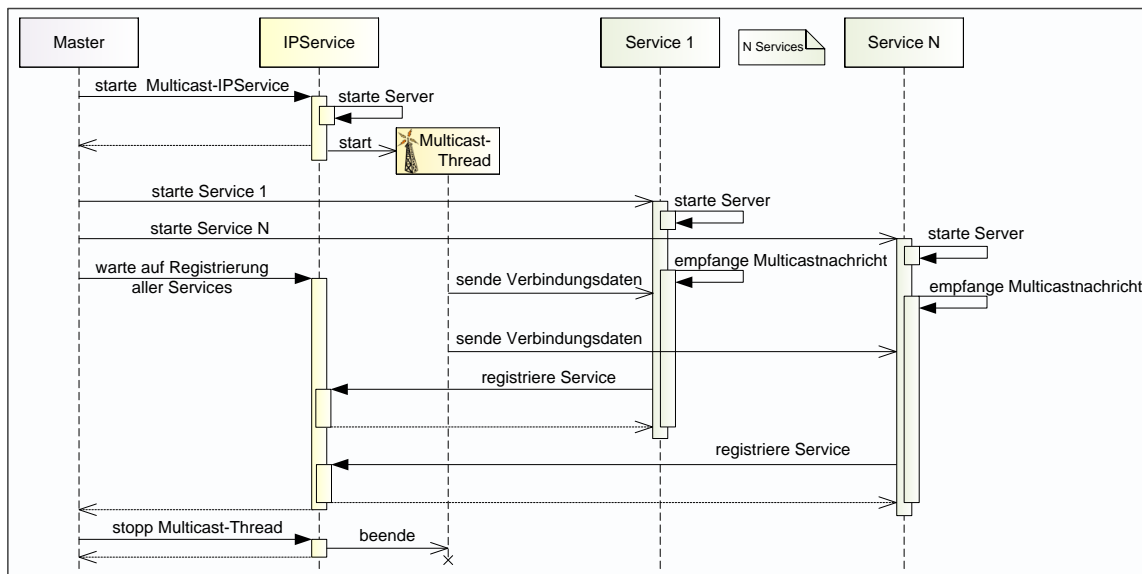 Master
IPService
Service 1
N Services
Service N
starte Multicast-IPService
starte Server
start
Multicast-
Thread
starte Service 1
starte Server
starte Service N
starte Server
warte auf Registrierung
aller Services
empfange Multicastnachricht
sende Verbindungsdaten
empfange Multicastnachricht
sende Verbindungsdaten
registriere Service
registriere Service
stopp Multicast-Thread
beende